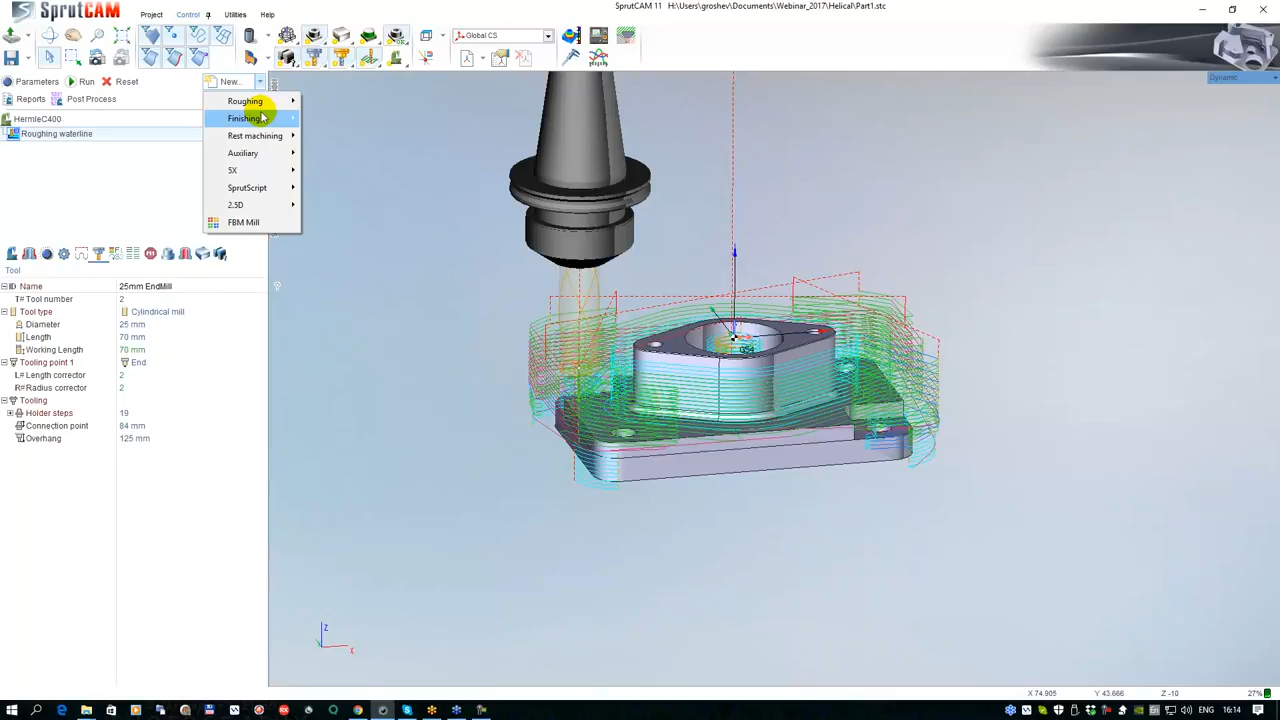 SprutCAM
Project
Control
Utilities
Help
SprutCAM 11 H:\Users\groshev\Documents\Webinar_2017\Helical\Part1.stc
Global CS
Parameters
Run
Reset
New...
Dynamic
Reports
Post Process
Roughing
HermleC400
Finishing
Roughing waterline
Rest machining
Auxiliary
5X
SprutScript
2.5D
FBM Mill
Tool
Name 25mm EndMill
Tool number 2
Tool type Cylindrical mill
Diameter 25 mm
Length 70 mm
Working Length 70 mm
Tooling point 1 End
Length corrector 2
Radius corrector 2
Tooling
Holder steps 19
Connection point 84 mm
Overhang 125 mm
Z
X
X 74.905 Y 43.666 Z -10 27%
ENG 16:14